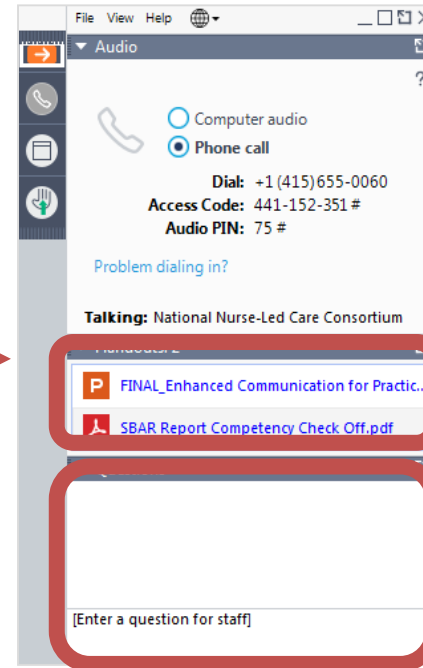 File View Help
Audio
?
Computer audio
Phone call
Dial: +1 (415) 655-0060
Access Code: 441-152-351 #
Audio PIN: 75 #
Problem dialing in?
Talking: National Nurse-Led Care Consortium
P FINAL_Enhanced Communication for Practic...
SBAR Report Competency Check Off.pdf
[Enter a question for staff]